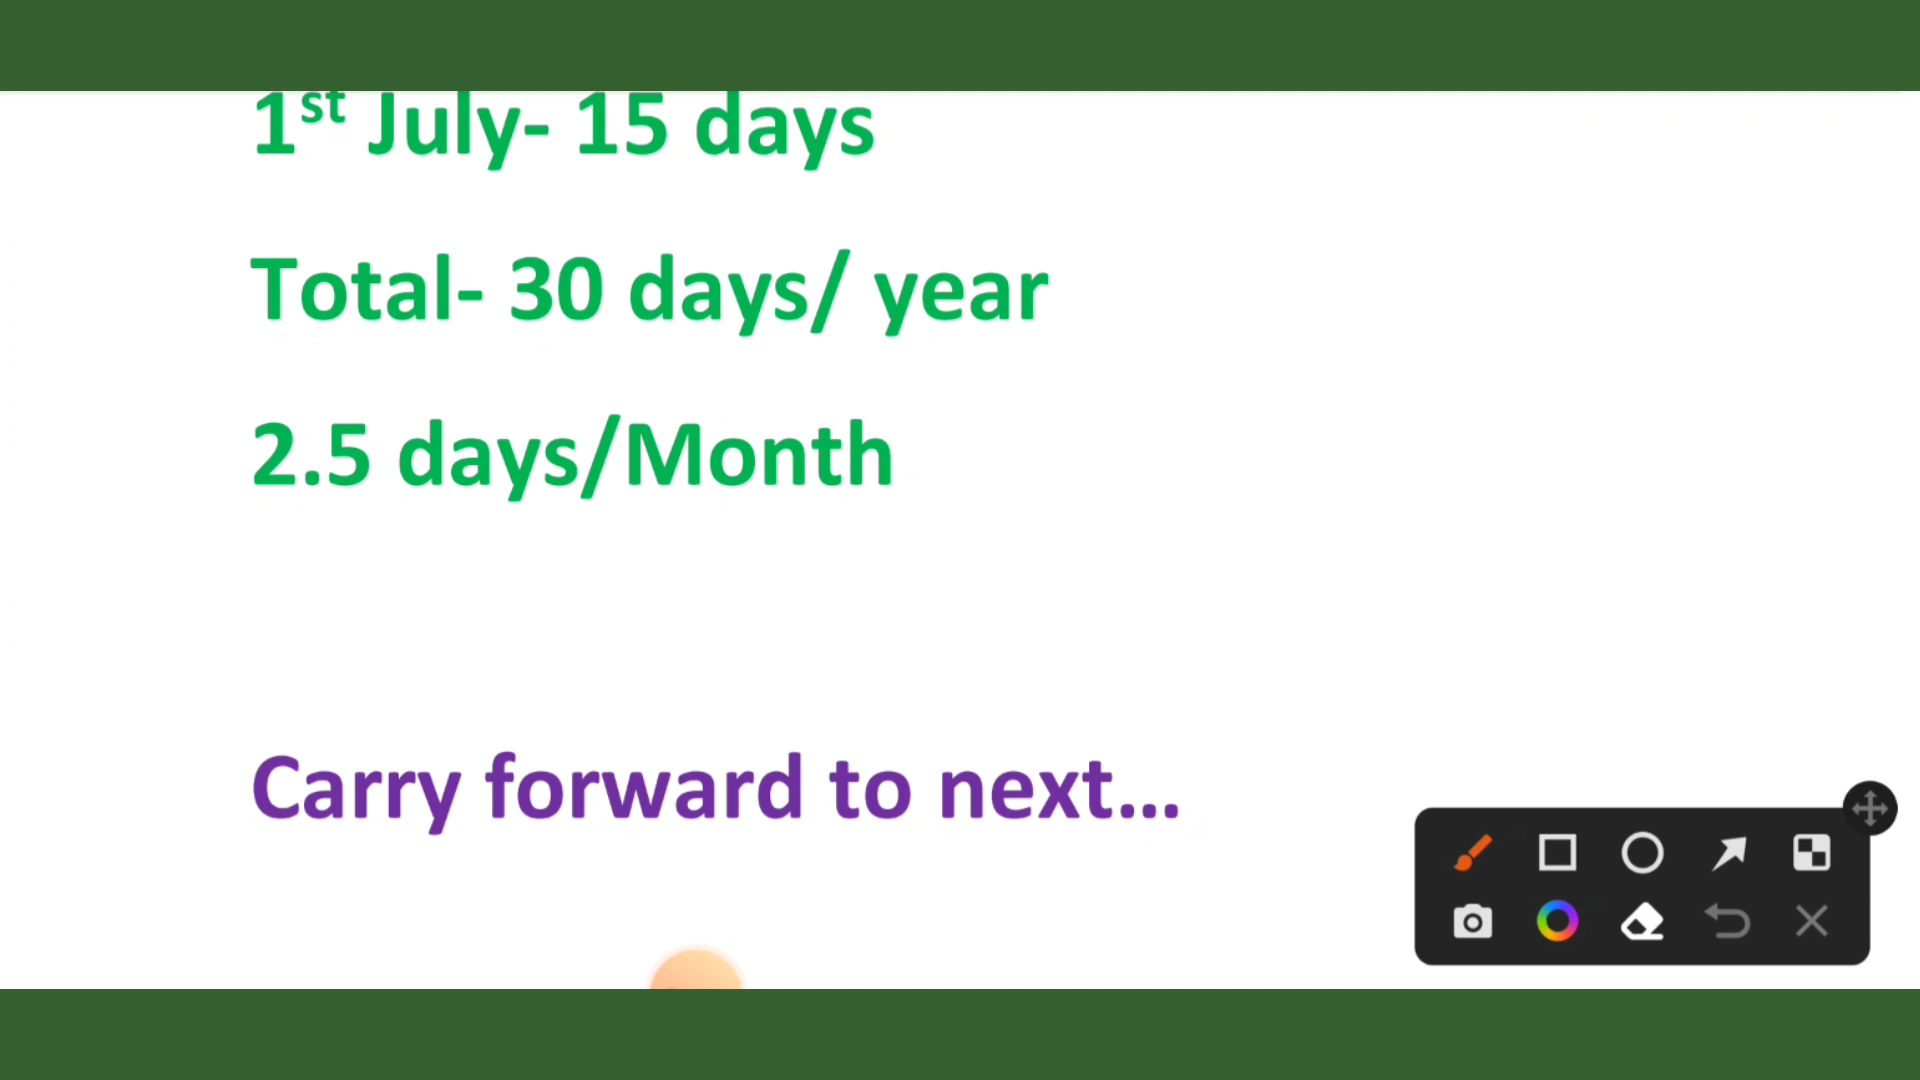 1st July- 15 days
Total- 30 days/ year
2.5 days/Month
Carry forward to next...